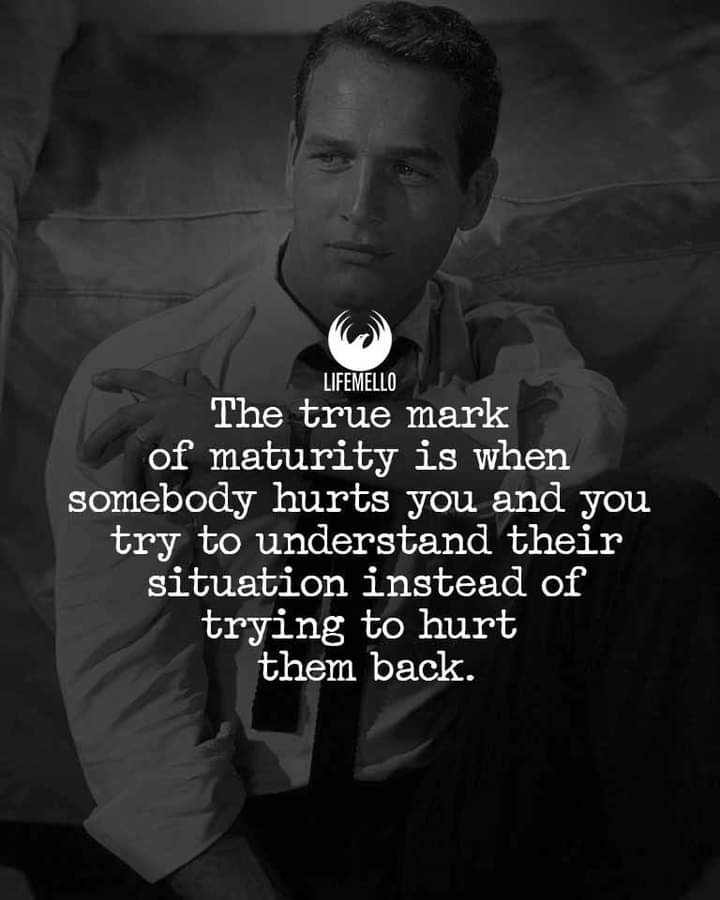 LIFEMELLO
The true mark
of maturity is when
somebody hurts you and you
try to understand their
situation instead of
trying to hurt
them back.